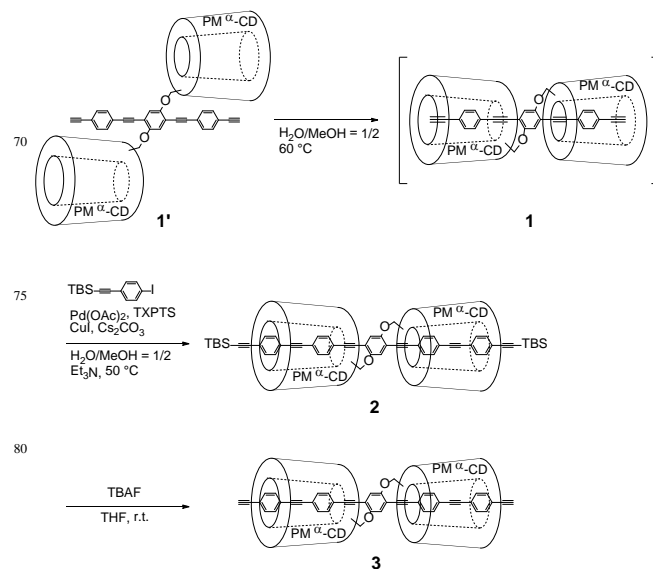 PM α-CD
O
O
PM α-CD
1'
70
H2O/MeOH = 1/2
60 °C
PM α-CD
O
PM α-CD
O
1
75
TBS
I
Pd(OAc)2, TXPTS
CuI, Cs2CO3
H2O/MeOH = 1/2
Et3N, 50 °C
PM α-CD
O
TBS
TBS
PM α-CD
O
2
80
TBAF
THF, r.t.
PM α-CD
O
PM α-CD
O
3